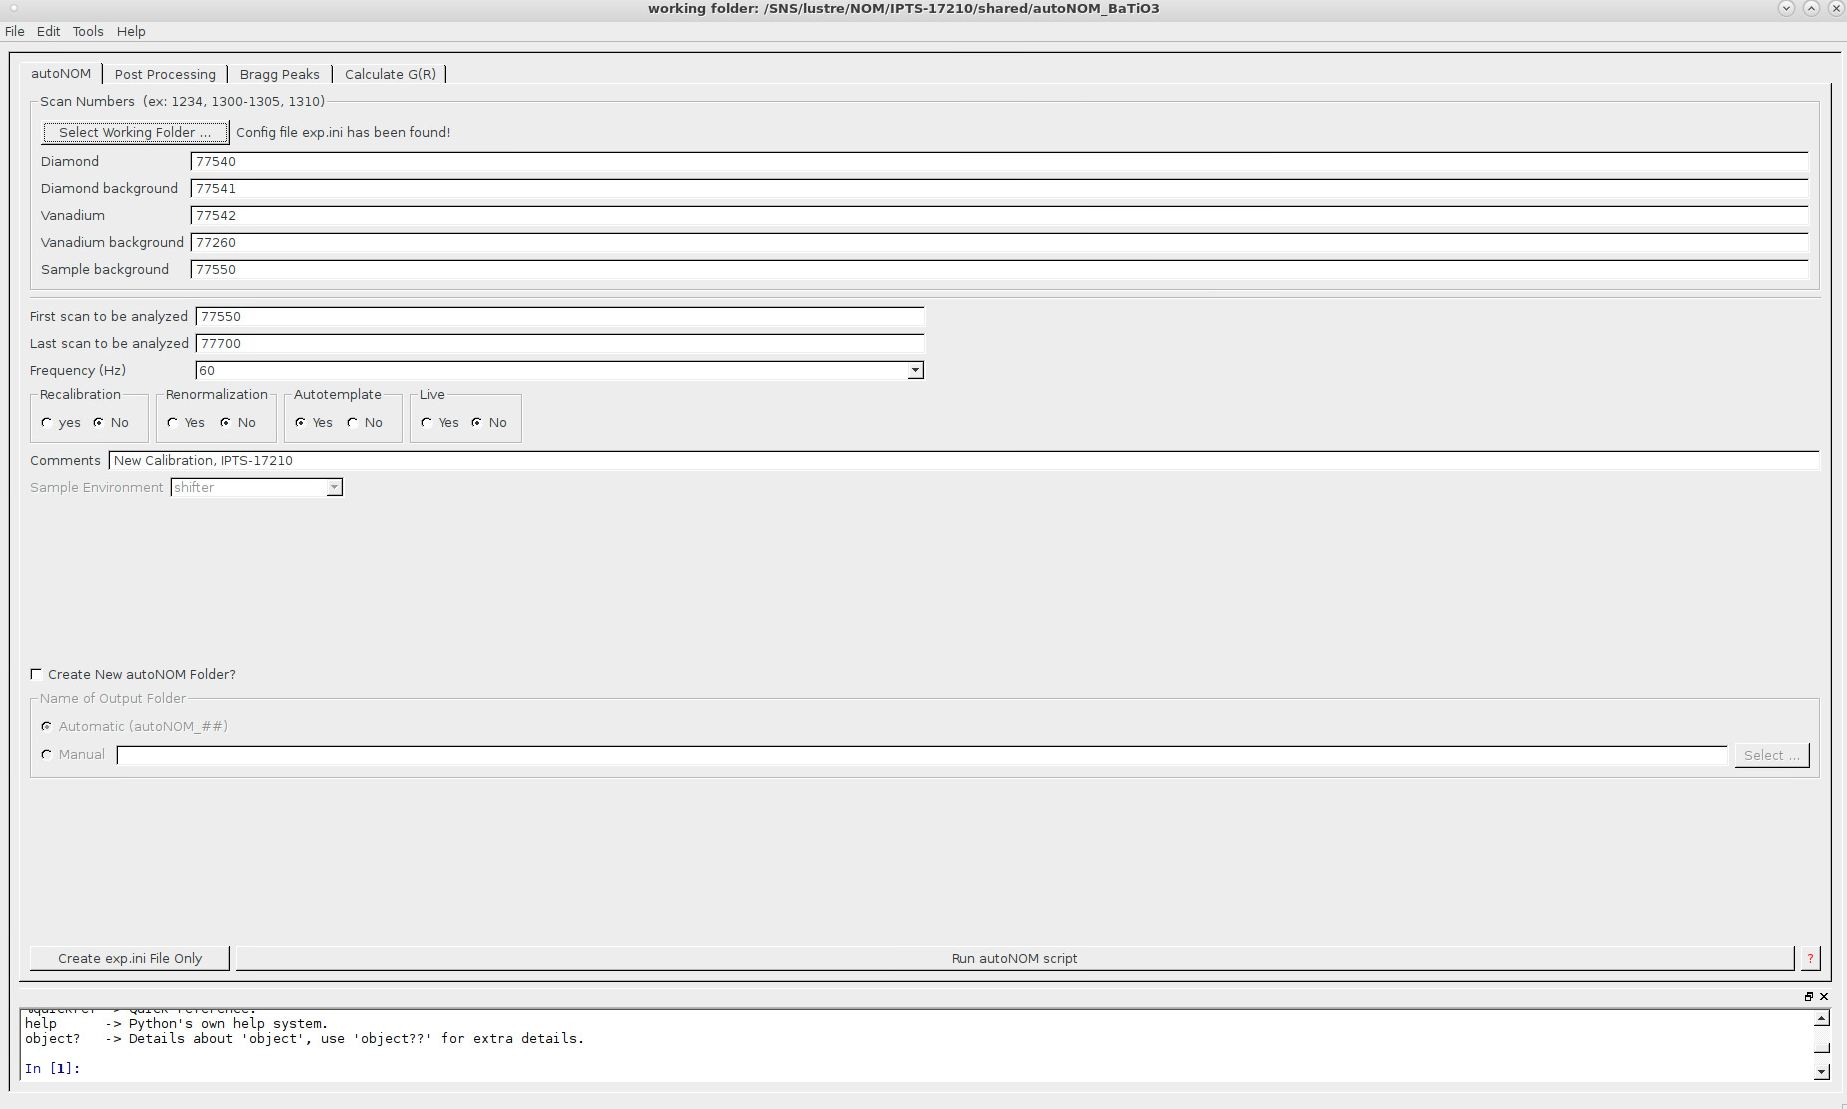 working folder: /SNS/lustre/NOM/IPTS-17210/shared/autoNOM_BaTiO3
File Edit Tools Help
autoNOM Post Processing Bragg Peaks Calculate G(R)
Scan Numbers (ex: 1234, 1300-1305, 1310)
Select Working Folder ... Config file exp.ini has been found!
Diamond 77540
Diamond background 77541
Vanadium 77542
Vanadium background 77260
Sample background 77550
First scan to be analyzed 77550
Last scan to be analyzed 77700
Frequency (Hz) 60
Recalibration Renormalization Autotemplate Live
yes No Yes No Yes No Yes No
Comments New Calibration, IPTS-17210
Sample Environment shifter
Create New autoNOM Folder?
Name of Output Folder
Automatic (autoNOM_##)
Manual Select ...
Create exp.ini File Only Run autoNOM script ?
%quickref -> Quick reference.
help -> Python's own help system.
object? -> Details about 'object', use 'object??' for extra details.
In [1]: